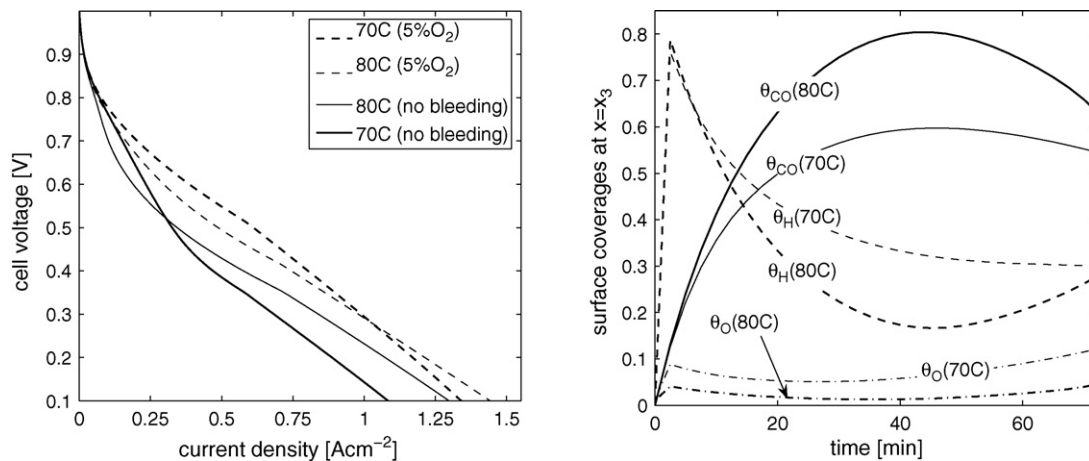 70C (5%O₂)
80C (5%O₂)
80C (no bleeding)
70C (no bleeding)
0.9
0.8
0.7
0.6
0.5
0.4
0.3
0.2
0.1
cell voltage [V]
0 0.25 0.5 0.75 1 1.25 1.5
current density [Acm⁻²]
0.8
0.7
0.6
0.5
0.4
0.3
0.2
0.1
0
surface coverages at x=x₃
θCO(80C)
θCO(70C)
θH(70C)
θH(80C)
θO(80C)
θO(70C)
0 20 40 60
time [min]